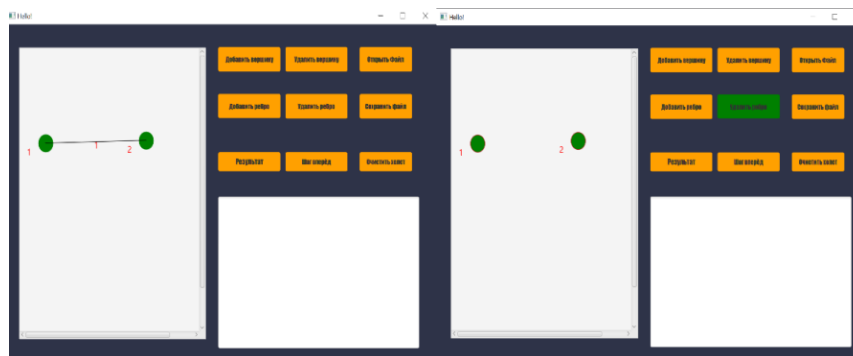 Hello!
Добавить вершину Удалить вершину Открыть файл
Добавить ребро Удалить ребро Сохранить файл
1 1 2
Результат Шаг вперёд Очистить холст
Hello!
Добавить вершину Удалить вершину Открыть файл
Добавить ребро Удалить ребро Сохранить файл
1 2
Результат Шаг вперёд Очистить холст